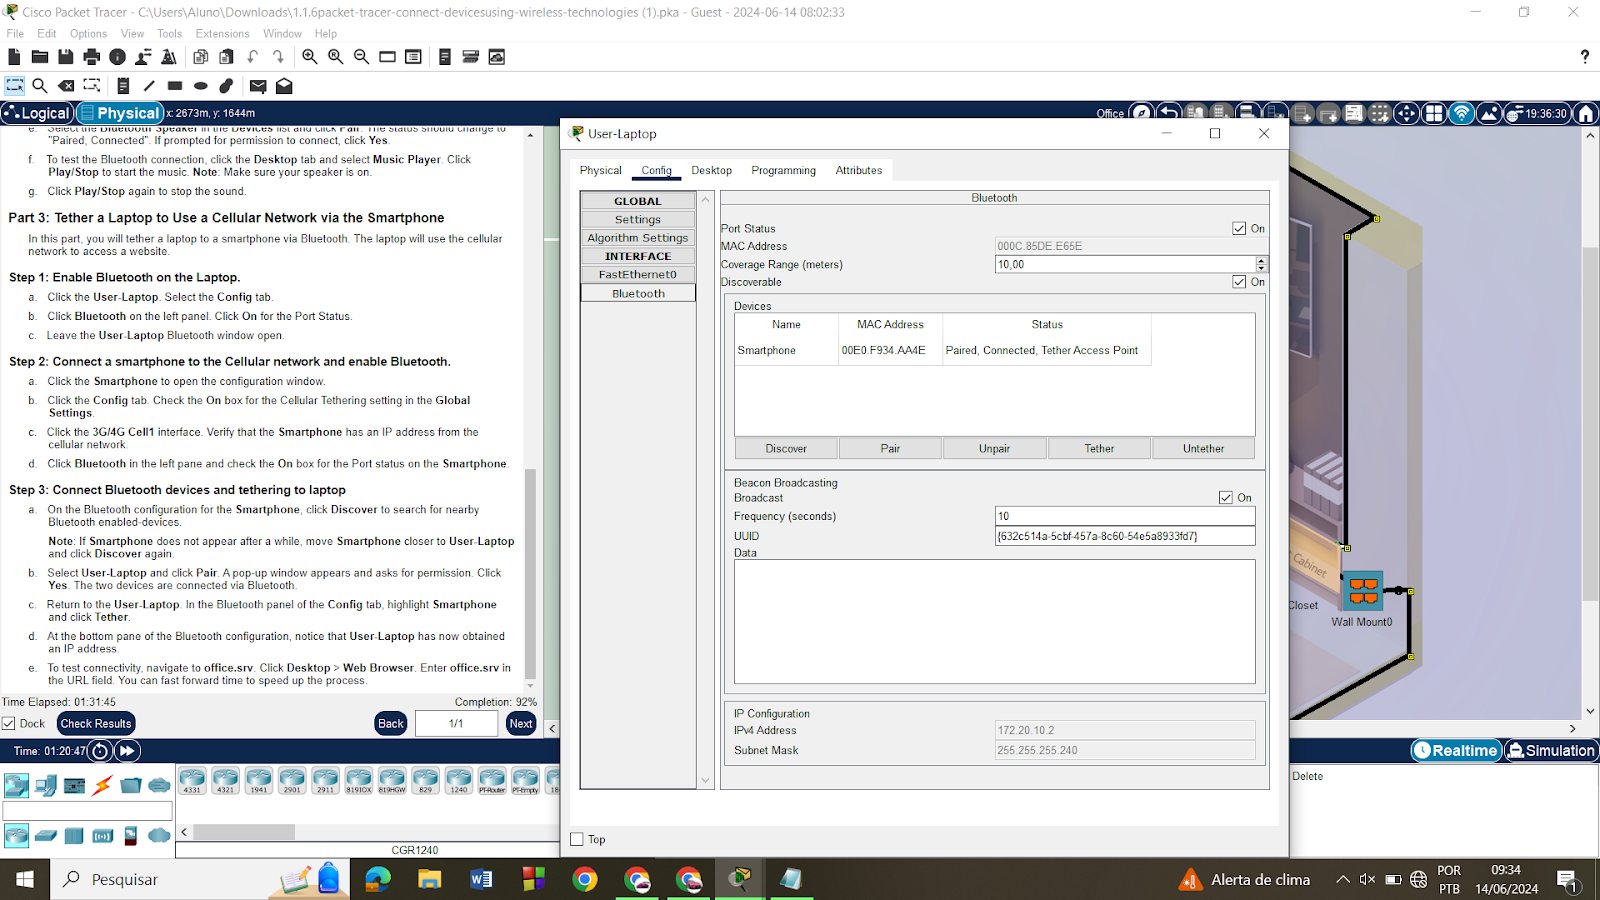 Cisco Packet Tracer - C:\Users\Aluno\Downloads\1.1.6packet-tracer-connect-devicesusing-wireless-technologies (1).pka - Guest - 2024-06-14 08:02:33
File Edit Options View Tools Extensions Window Help
Logical Physical x: 2673m, y: 1644m Office 19:36:30
e. Select the Bluetooth Speaker in the Devices list and click Pair. The status should change to
"Paired, Connected". If prompted for permission to connect, click Yes.
f. To test the Bluetooth connection, click the Desktop tab and select Music Player. Click
Play/Stop to start the music. Note: Make sure your speaker is on.
g. Click Play/Stop again to stop the sound.
Part 3: Tether a Laptop to Use a Cellular Network via the Smartphone
In this part, you will tether a laptop to a smartphone via Bluetooth. The laptop will use the cellular
network to access a website.
Step 1: Enable Bluetooth on the Laptop.
a. Click the User-Laptop. Select the Config tab.
b. Click Bluetooth on the left panel. Click On for the Port Status.
c. Leave the User-Laptop Bluetooth window open.
Step 2: Connect a smartphone to the Cellular network and enable Bluetooth.
a. Click the Smartphone to open the configuration window.
b. Click the Config tab. Check the On box for the Cellular Tethering setting in the Global
Settings.
c. Click the 3G/4G Cell1 interface. Verify that the Smartphone has an IP address from the
cellular network.
d. Click Bluetooth in the left pane and check the On box for the Port status on the Smartphone.
Step 3: Connect Bluetooth devices and tethering to laptop
a. On the Bluetooth configuration for the Smartphone, click Discover to search for nearby
Bluetooth enabled-devices.
Note: If Smartphone does not appear after a while, move Smartphone closer to User-Laptop
and click Discover again.
b. Select User-Laptop and click Pair. A pop-up window appears and asks for permission. Click
Yes. The two devices are connected via Bluetooth.
c. Return to the User-Laptop. In the Bluetooth panel of the Config tab, highlight Smartphone
and click Tether.
d. At the bottom pane of the Bluetooth configuration, notice that User-Laptop has now obtained
an IP address.
e. To test connectivity, navigate to office.srv. Click Desktop > Web Browser. Enter office.srv in
the URL field. You can fast forward time to speed up the process.
Time Elapsed: 01:31:45 Completion: 92%
Dock Check Results Back 1/1 Next
Time: 01:20:47
4331 4321 1941 2901 2911 819IOX 819HGW 829 1240 PT-Router PT-Empty
CGR1240
User-Laptop
Physical Config Desktop Programming Attributes
GLOBAL
Settings
Algorithm Settings
INTERFACE
FastEthernet0
Bluetooth
Bluetooth
Port Status On
MAC Address 000C.85DE.E65E
Coverage Range (meters) 10,00
Discoverable On
Devices
Name MAC Address Status
Smartphone 00E0.F934.AA4E Paired, Connected, Tether Access Point
Discover Pair Unpair Tether Untether
Beacon Broadcasting
Broadcast On
Frequency (seconds) 10
UUID {632c514a-5cbf-457a-8c60-54e5a8933fd7}
Data
IP Configuration
IPv4 Address 172.20.10.2
Subnet Mask 255.255.255.240
Top
Cabinet
Closet
Wall Mount0
Realtime Simulation
Delete
Pesquisar
Alerta de clima
POR
PTB
09:34
14/06/2024
1